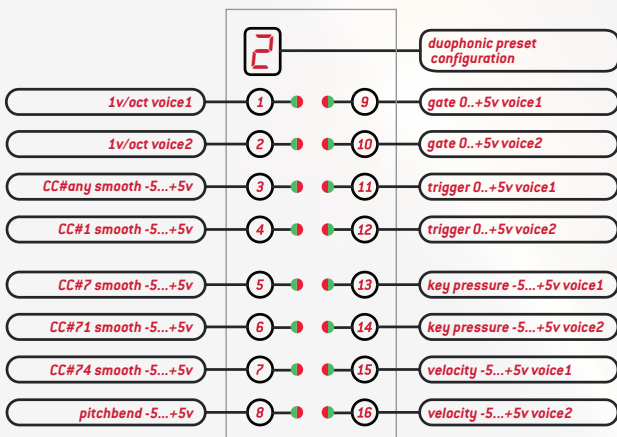 2
duophonic preset
configuration
1v/oct voice1
1
9
gate 0..+5v voice1
1v/oct voice2
2
10
gate 0..+5v voice2
CC#any smooth -5...+5v
3
11
trigger 0..+5v voice1
CC#1 smooth -5...+5v
4
12
trigger 0..+5v voice2
CC#7 smooth -5...+5v
5
13
key pressure -5...+5v voice1
CC#71 smooth -5...+5v
6
14
key pressure -5...+5v voice2
CC#74 smooth -5...+5v
7
15
velocity -5...+5v voice1
pitchbend -5...+5v
8
16
velocity -5...+5v voice2